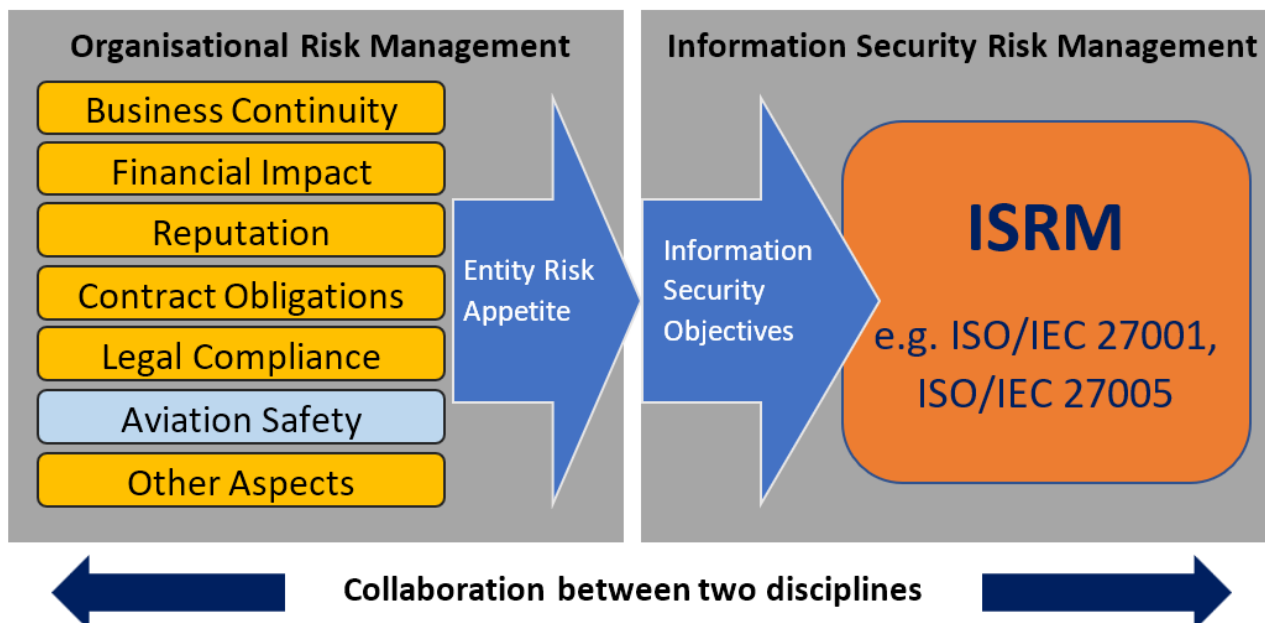 Organisational Risk Management
Business Continuity
Financial Impact
Reputation
Contract Obligations
Legal Compliance
Aviation Safety
Other Aspects
Entity Risk
Appetite
Information Security Risk Management
Information
Security
Objectives
ISRM
e.g. ISO/IEC 27001,
ISO/IEC 27005
Collaboration between two disciplines